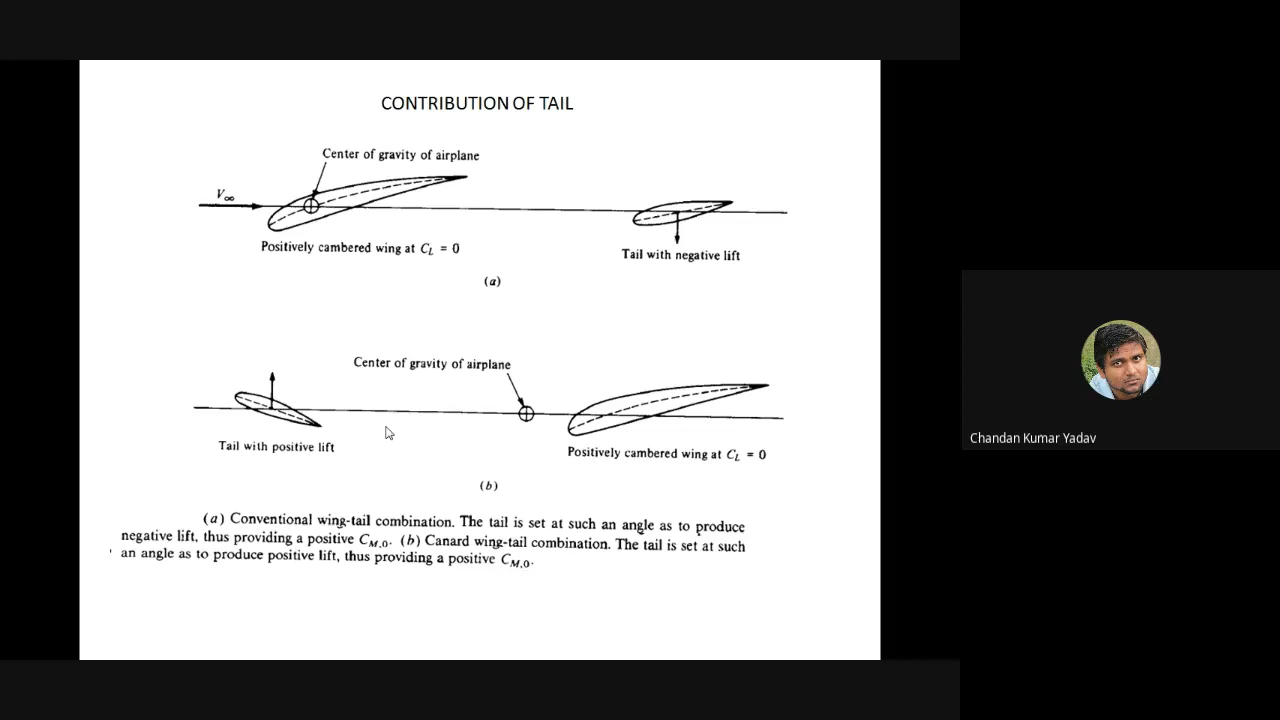 CONTRIBUTION OF TAIL
Center of gravity of airplane
V∞
Positively cambered wing at C_L = 0
Tail with negative lift
(a)
Center of gravity of airplane
Tail with positive lift
Positively cambered wing at C_L = 0
(b)
(a) Conventional wing-tail combination. The tail is set at such an angle as to produce
negative lift, thus providing a positive C_M,0. (b) Canard wing-tail combination. The tail is set at such
an angle as to produce positive lift, thus providing a positive C_M,0.
Chandan Kumar Yadav